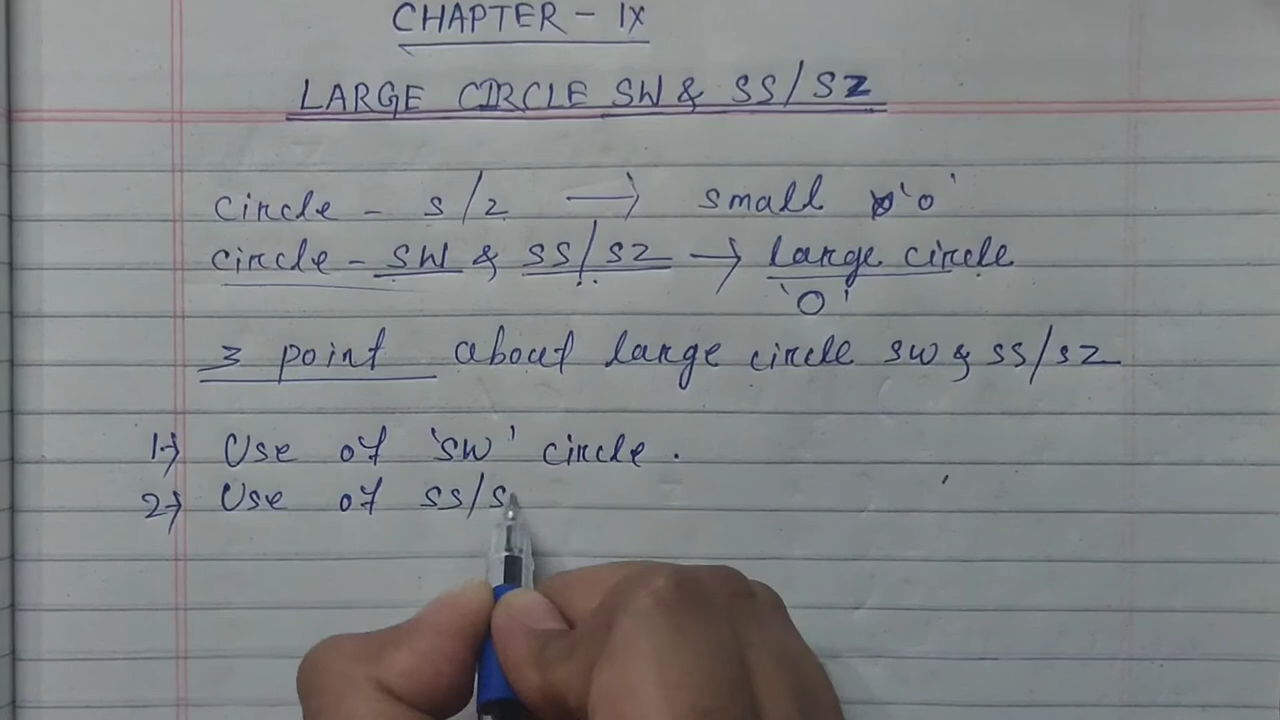 CHAPTER - IX
LARGE CIRCLE SW & SS/SZ
circle - s/z → small 'o'
circle - SW & SS/SZ → large circle
'O'
3 point about large circle SW & SS/SZ
1→ Use of 'SW' circle.
2→ Use of SS/S